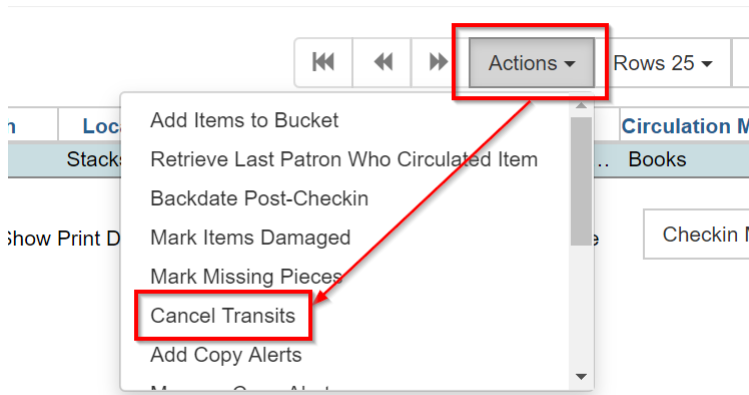 Actions
Rows 25
Add Items to Bucket
Circulation
Stacks
Retrieve Last Patron Who Circulated Item
.. Books
Backdate Post-Checkin
Show Print
Mark Items Damaged
Checkin
Mark Missing Pieces
Cancel Transits
Add Copy Alerts